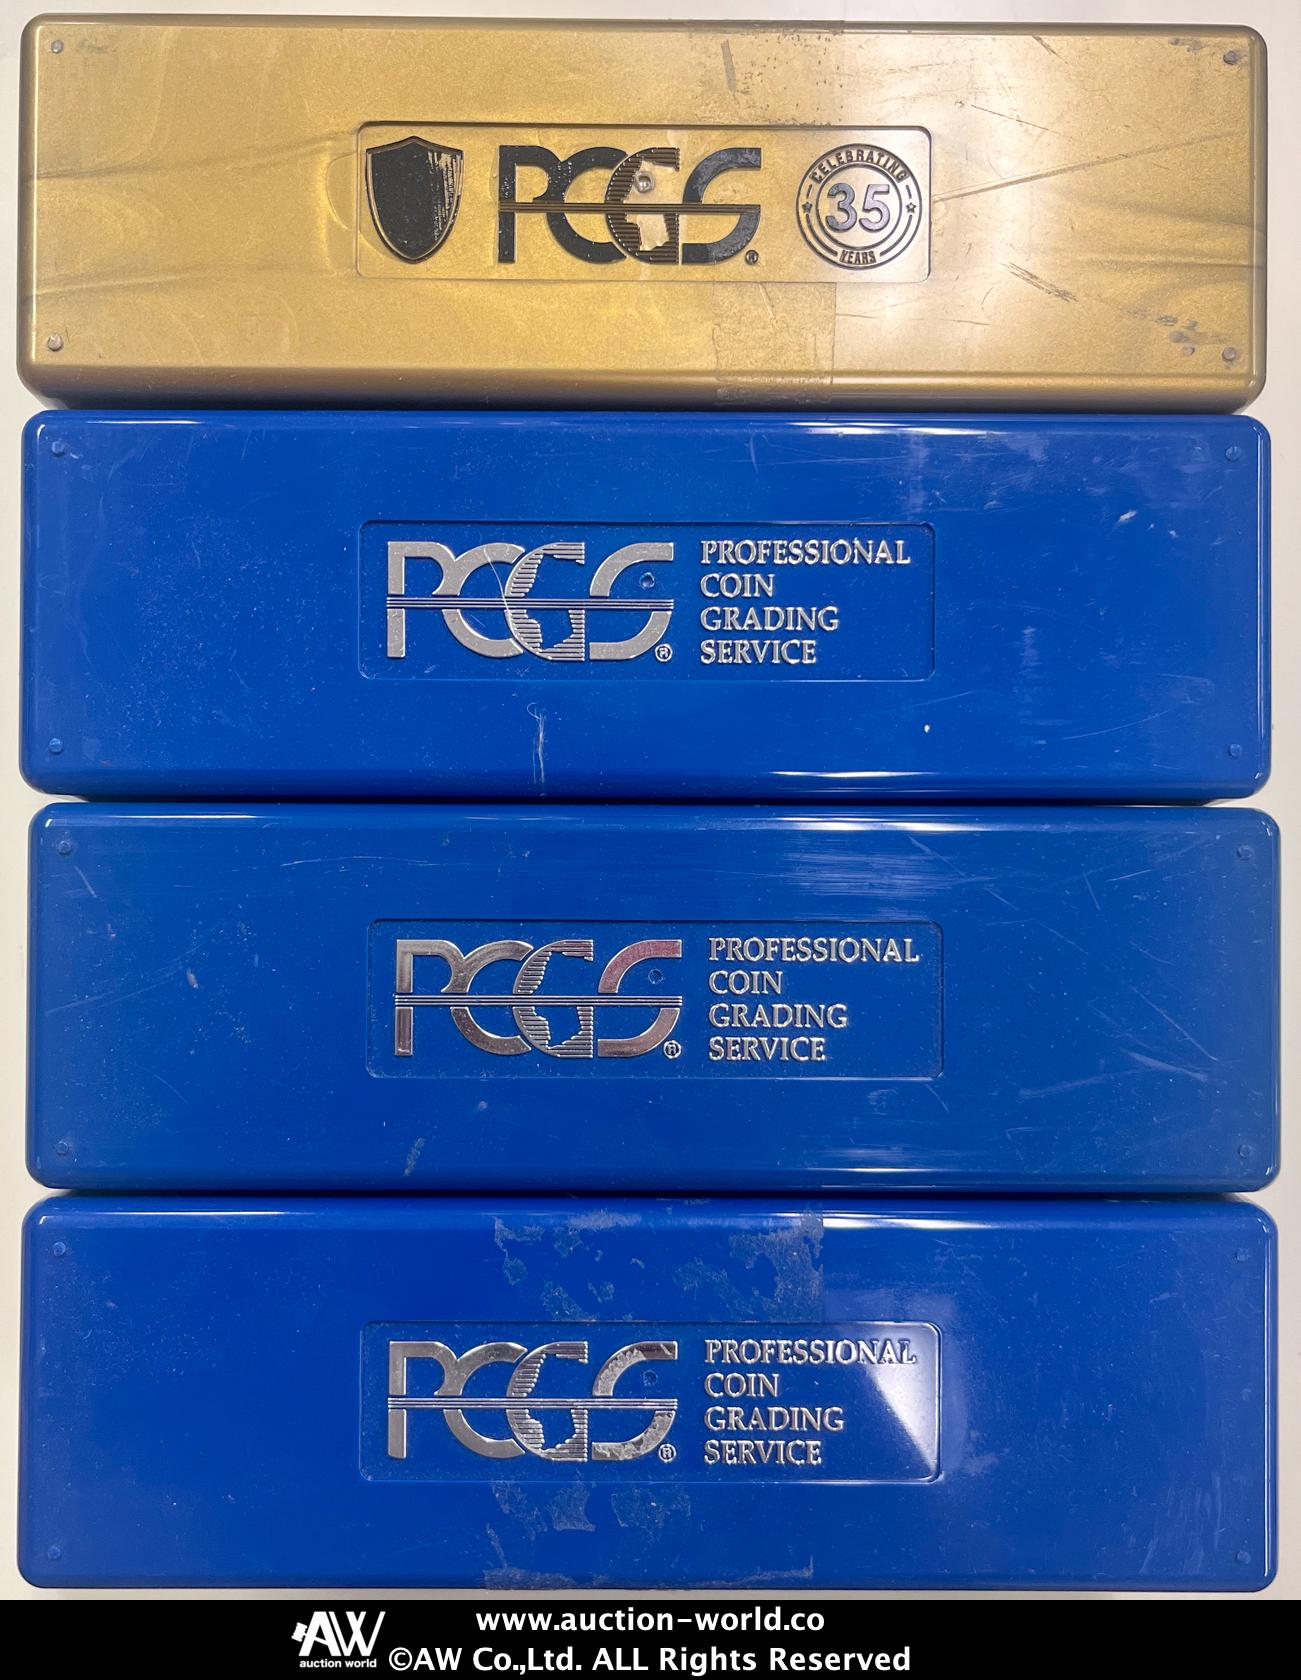 PCGS®
CELEBRATING
35
YEARS
PCGS®
PROFESSIONAL
COIN
GRADING
SERVICE
PCGS®
PROFESSIONAL
COIN
GRADING
SERVICE
PCGS®
PROFESSIONAL
COIN
GRADING
SERVICE
AW
auction world
www.auction-world.co
©AW Co.,Ltd. ALL Rights Reserved